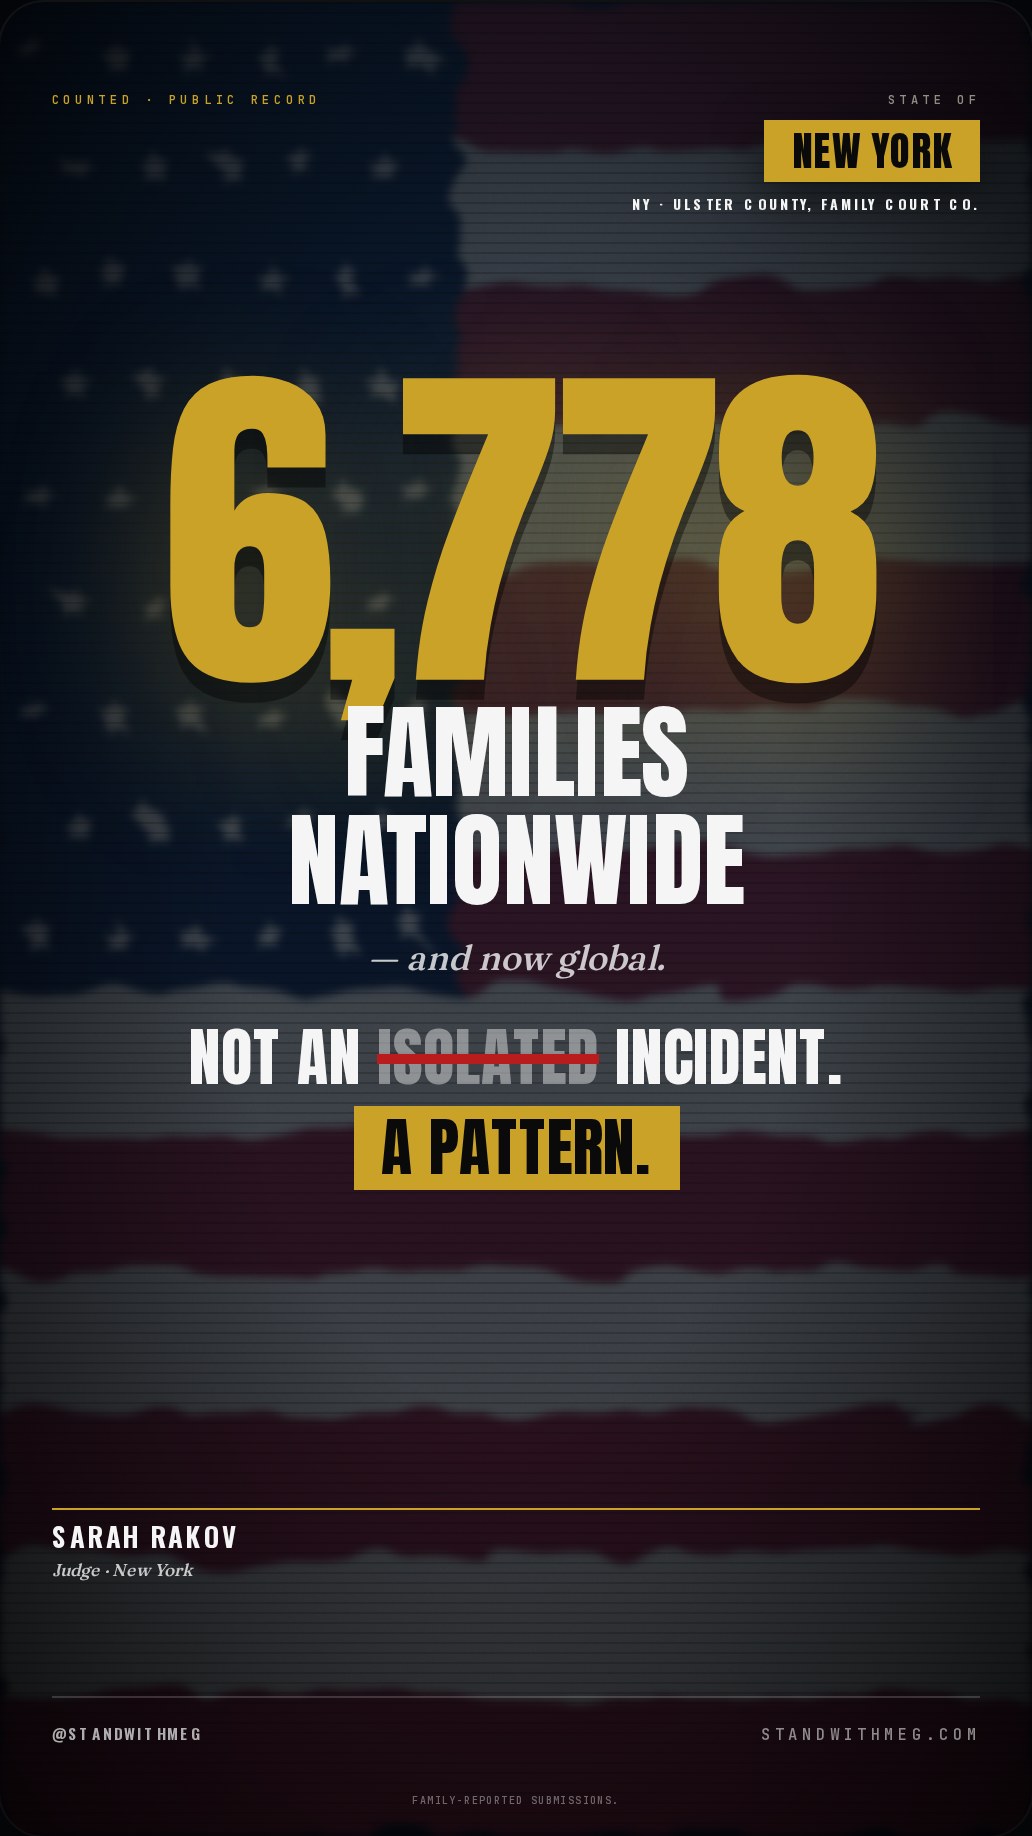 COUNTED · PUBLIC RECORD
STATE OF
NEW YORK
NY · ULSTER COUNTY, FAMILY COURT CO.
6,778
FAMILIES
NATIONWIDE
— and now global.
NOT AN ISOLATED INCIDENT.
A PATTERN.
SARAH RAKOV
Judge · New York
@STANDWITHMEG
STANDWITHMEG.COM
FAMILY-REPORTED SUBMISSIONS.